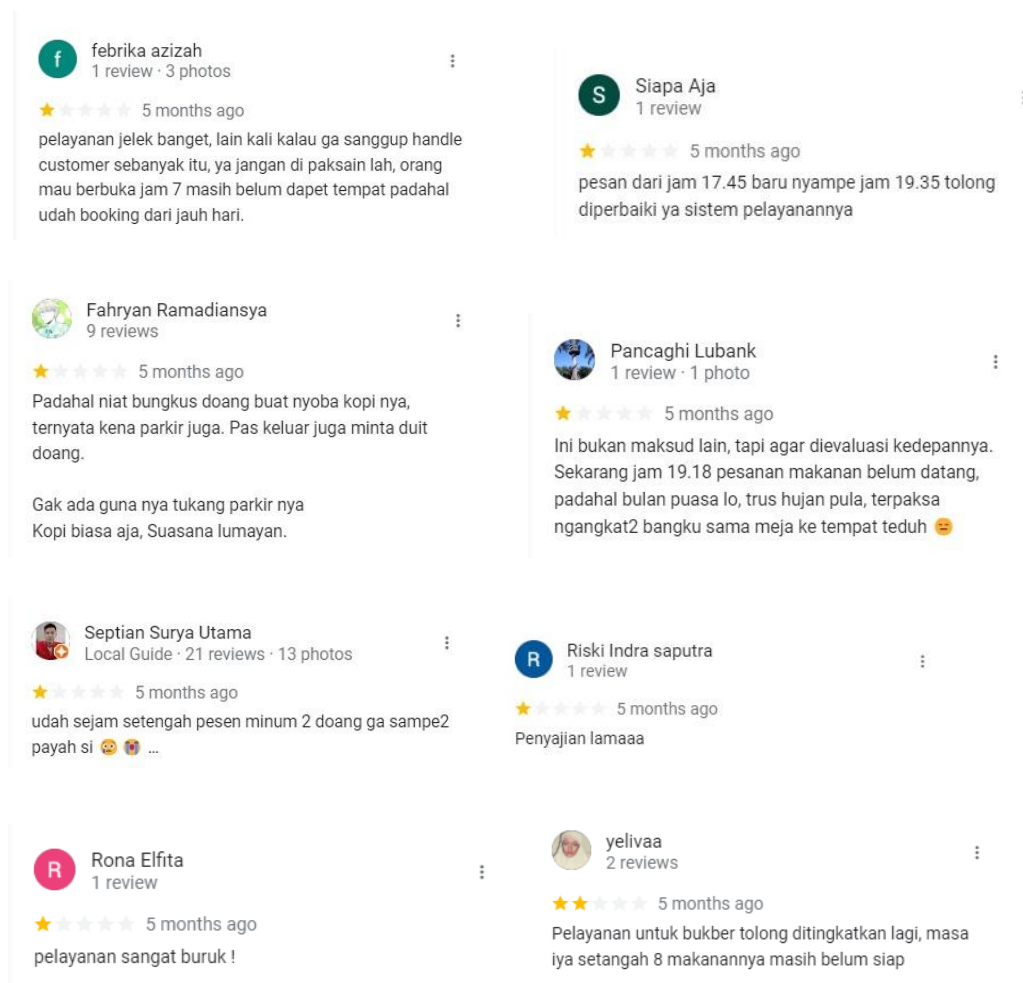 febrika azizah
1 review · 3 photos
5 months ago
pelayanan jelek banget, lain kali kalau ga sanggup handle
customer sebanyak itu, ya jangan di paksain lah, orang
mau berbuka jam 7 masih belum dapet tempat padahal
udah booking dari jauh hari.
Siapa Aja
1 review
5 months ago
pesan dari jam 17.45 baru nyampe jam 19.35 tolong
diperbaiki ya sistem pelayanannya
Fahryan Ramadiansya
9 reviews
5 months ago
Padahal niat bungkus doang buat nyoba kopi nya,
ternyata kena parkir juga. Pas keluar juga minta duit
doang.
Gak ada guna nya tukang parkir nya
Kopi biasa aja, Suasana lumayan.
Pancaghi Lubank
1 review · 1 photo
5 months ago
Ini bukan maksud lain, tapi agar dievaluasi kedepannya.
Sekarang jam 19.18 pesanan makanan belum datang,
padahal bulan puasa lo, trus hujan pula, terpaksa
ngangkat2 bangku sama meja ke tempat teduh 😑
Septian Surya Utama
Local Guide · 21 reviews · 13 photos
5 months ago
udah sejam setengah pesen minum 2 doang ga sampe2
payah si 😳 😭 ...
R
Riski Indra saputra
1 review
5 months ago
Penyajian lamaaa
R
Rona Elfita
1 review
5 months ago
pelayanan sangat buruk !
yelivaa
2 reviews
5 months ago
Pelayanan untuk bukber tolong ditingkatkan lagi, masa
iya setangah 8 makanannya masih belum siap